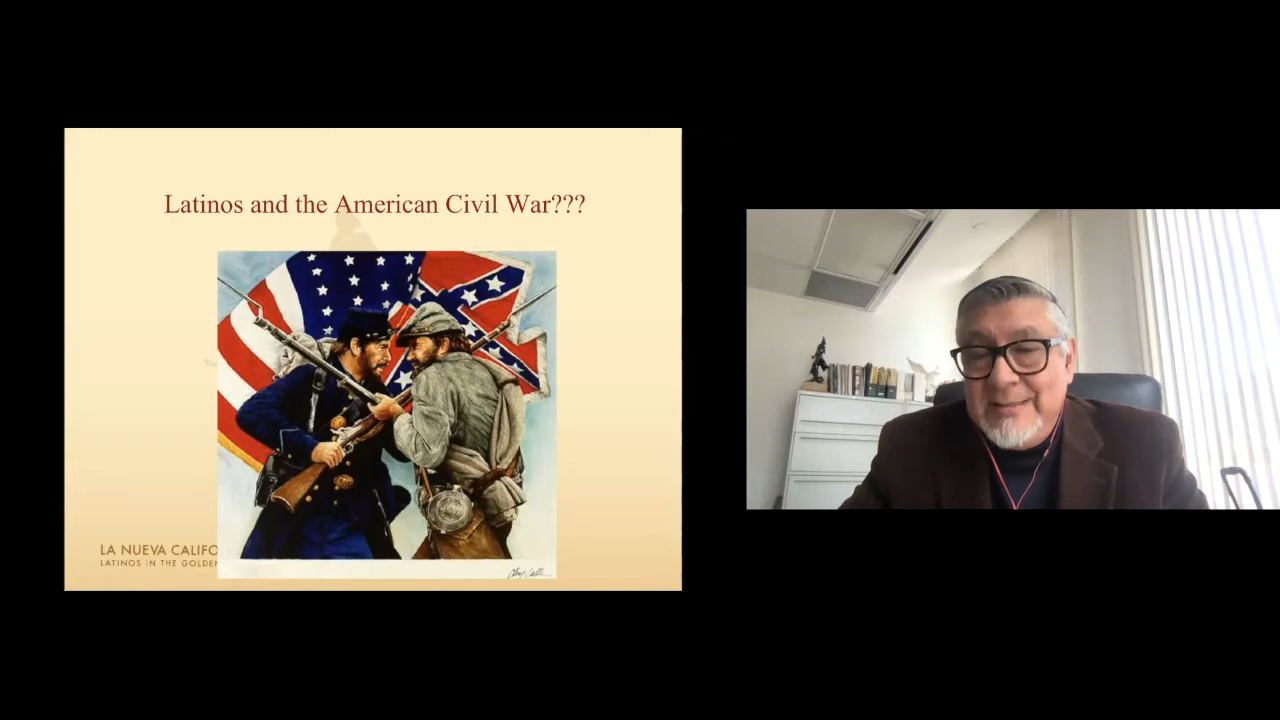 Latinos and the American Civil War???
LA NUEVA CALIFO
LATINOS IN THE GOLDEN